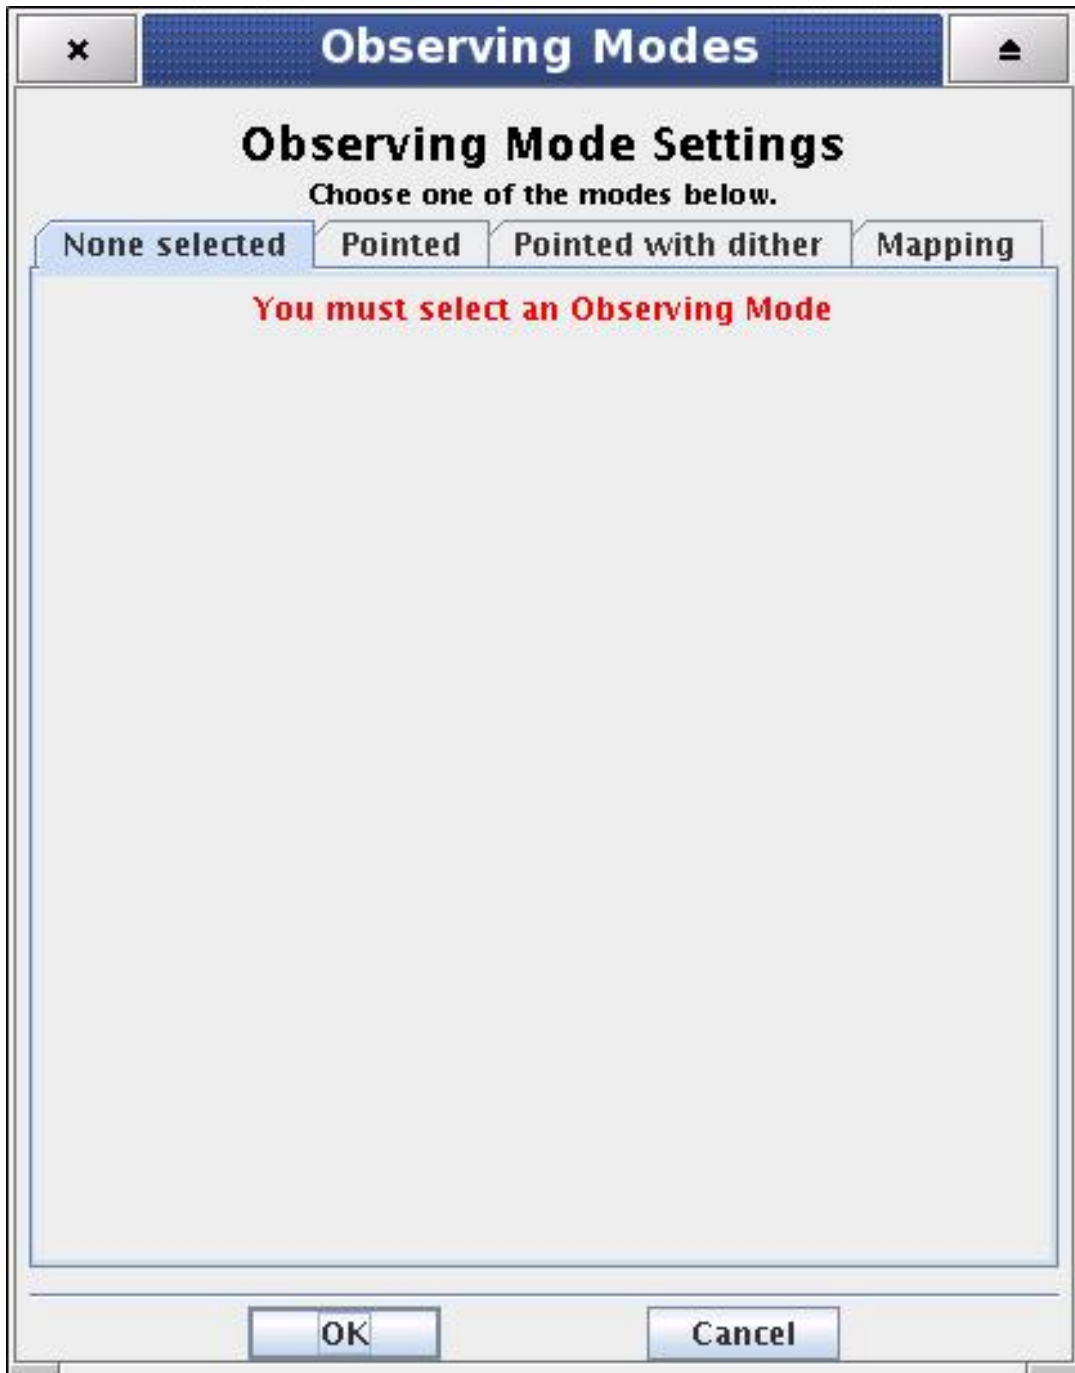 Observing Modes
Observing Mode Settings
Choose one of the modes below.
None selected Pointed Pointed with dither Mapping
You must select an Observing Mode
OK Cancel